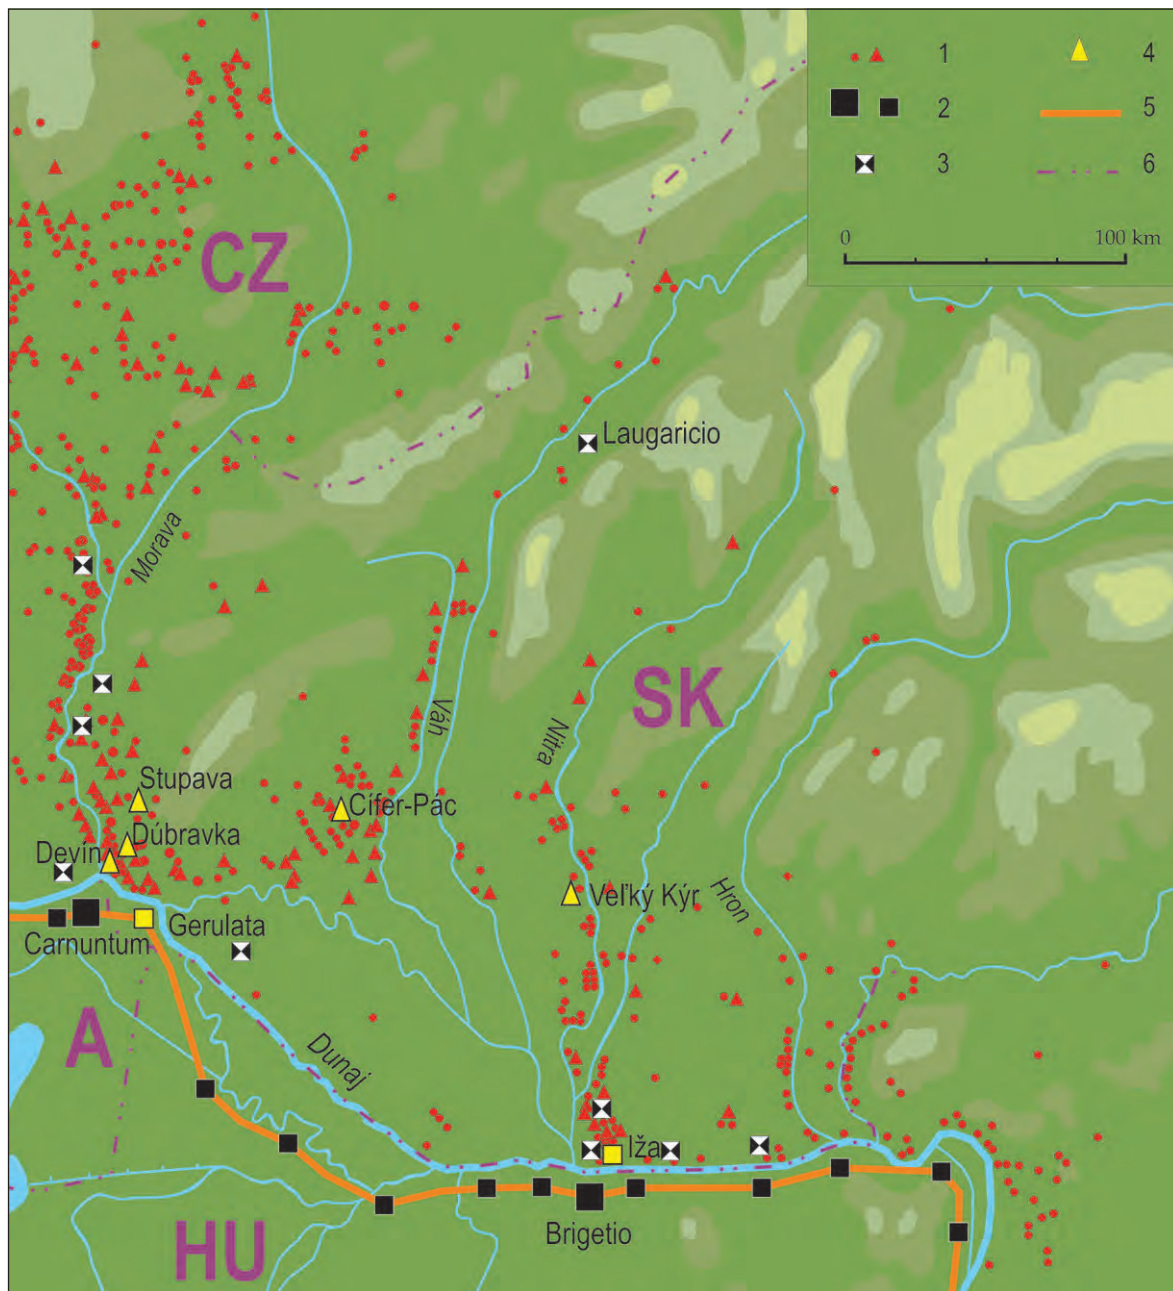 1
4
2
5
3
6
0
100 km
CZ
Laugaricio
Morava
SK
Váh
Nitra
Stupava
Cífer-Pác
Dúbravka
Devín
Veľký Kýr
Hron
Gerulata
Carnuntum
A
Dunaj
Iža
Brigetio
HU